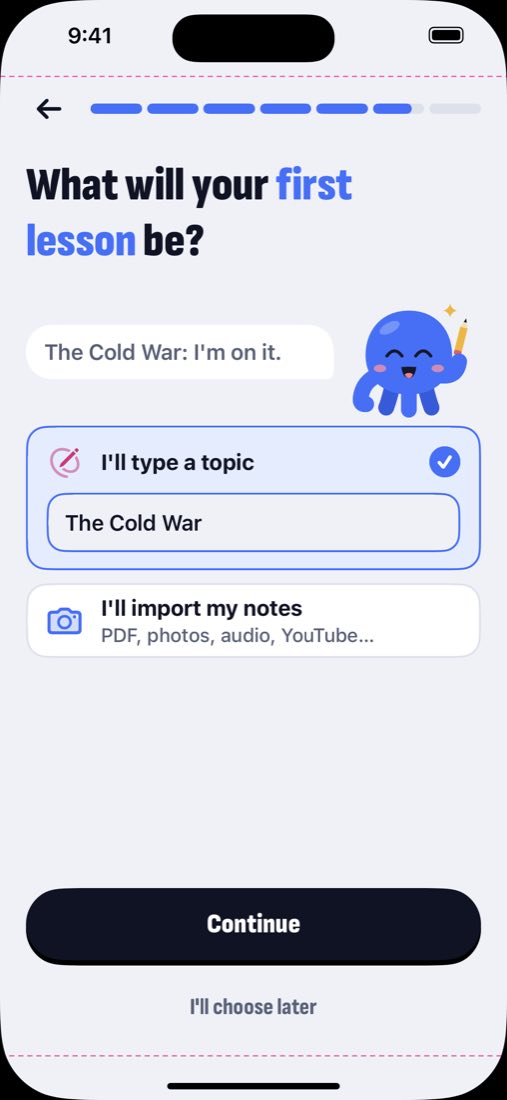 9:41
What will your first
lesson be?
The Cold War: I'm on it.
I'll type a topic
The Cold War
I'll import my notes
PDF, photos, audio, YouTube...
Continue
I'll choose later